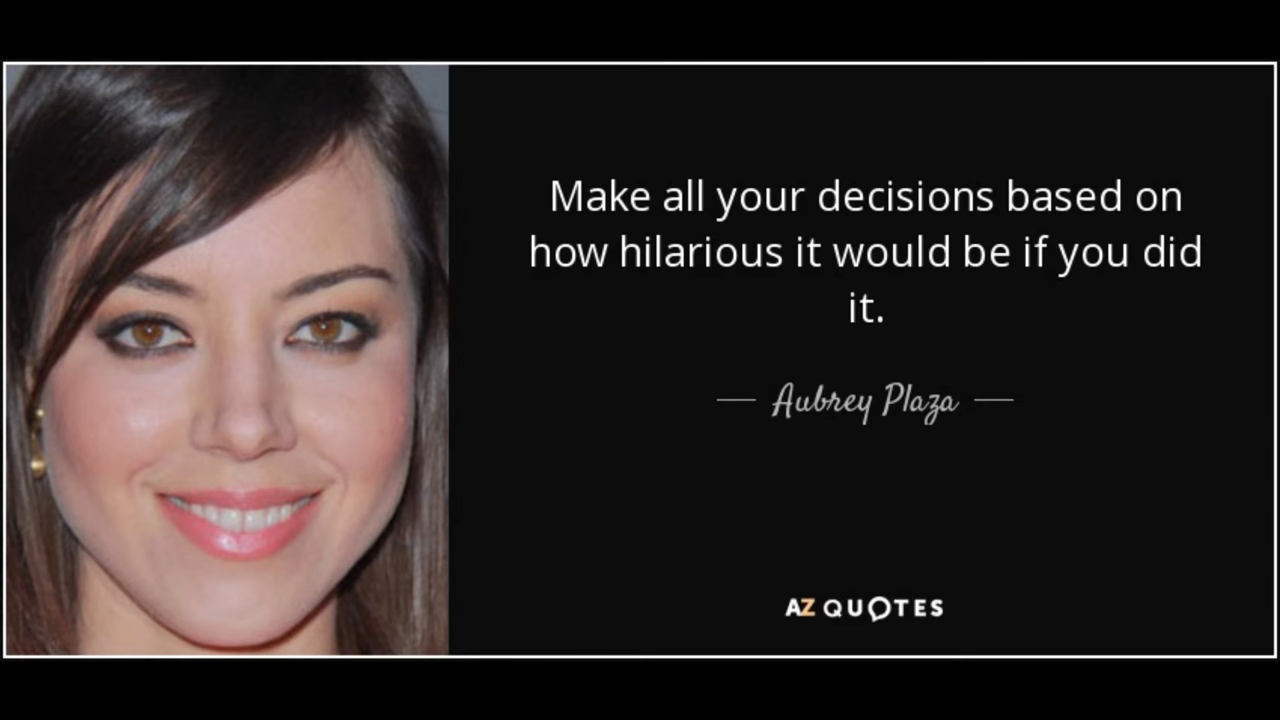 Make all your decisions based on
how hilarious it would be if you did
it.
Aubrey Plaza
AZ QUOTES